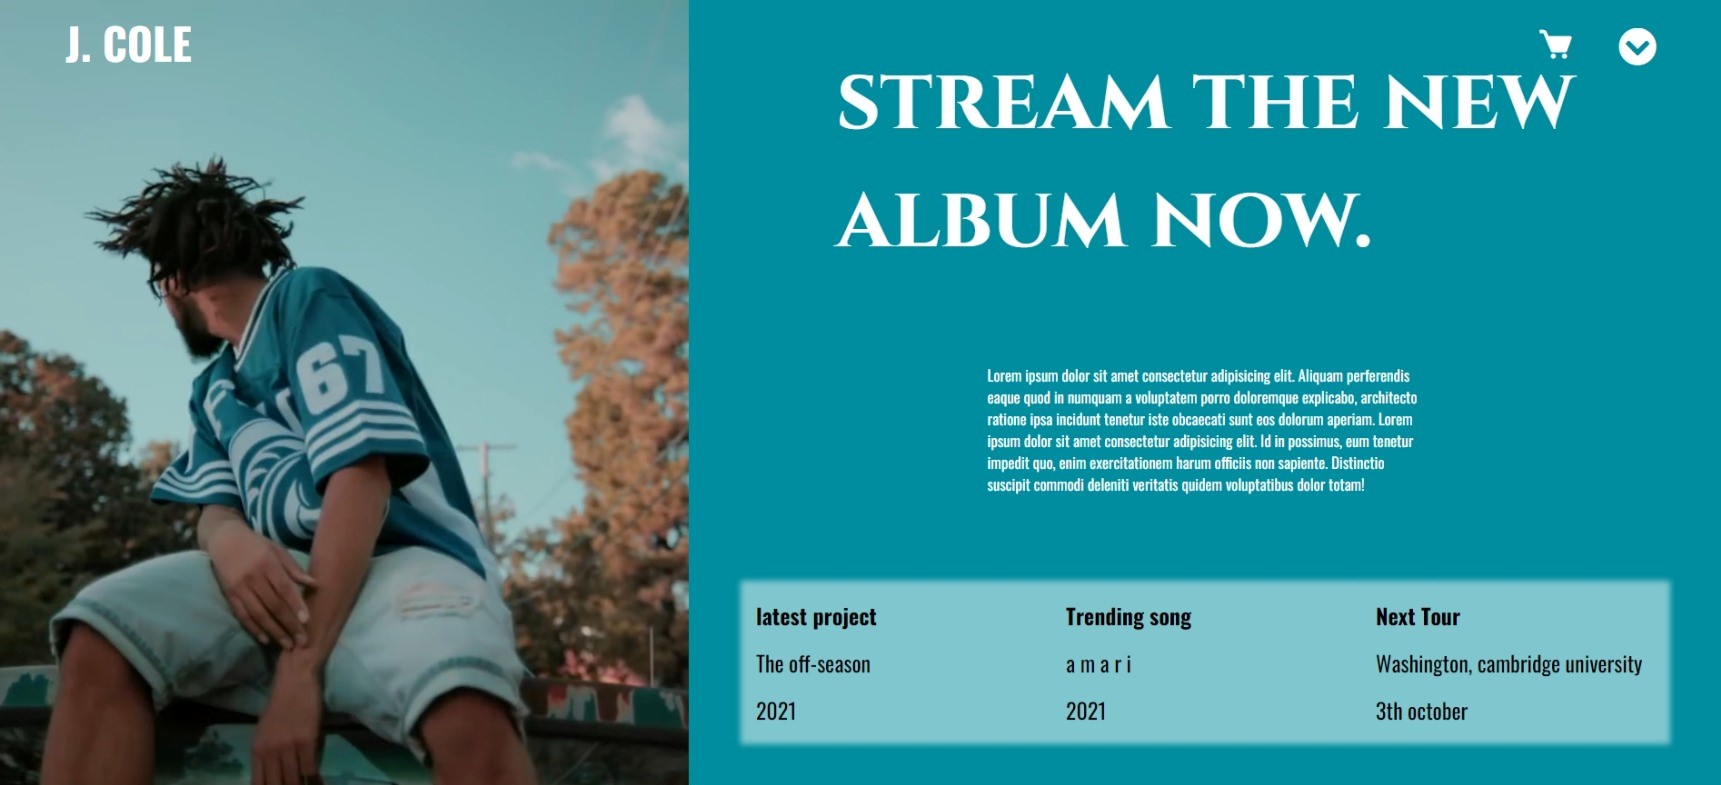 J. COLE
STREAM THE NEW
ALBUM NOW.
67
Lorem ipsum dolor sit amet consectetur adipisicing elit. Aliquam perferendis
eaque quod in numquam a voluptatem porro doloremque explicabo, architecto
ratione ipsa incidunt tenetur iste obcaecati sunt eos dolorum aperiam. Lorem
ipsum dolor sit amet consectetur adipisicing elit. Id in possimus, eum tenetur
impedit quo, enim exercitationem harum officiis non sapiente. Distinctio
suscipit commodi deleniti veritatis quidem voluptatibus dolor totam!
latest project Trending song Next Tour
The off-season a m a r i Washington, cambridge university
2021 2021 3th october